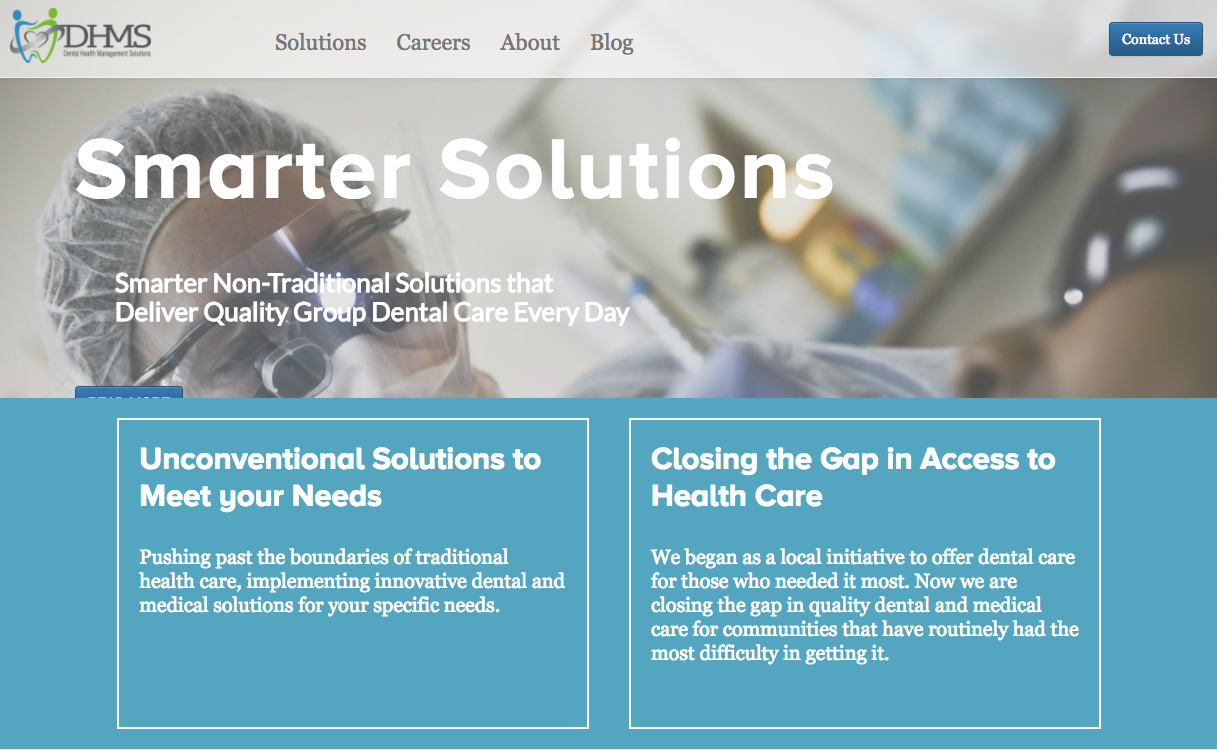 DHMS
Dental Health Management Solutions
Solutions Careers About Blog
Contact Us
Smarter Solutions
Smarter Non-Traditional Solutions that
Deliver Quality Group Dental Care Every Day
Unconventional Solutions to
Meet your Needs
Pushing past the boundaries of traditional
health care, implementing innovative dental and
medical solutions for your specific needs.
Closing the Gap in Access to
Health Care
We began as a local initiative to offer dental care
for those who needed it most. Now we are
closing the gap in quality dental and medical
care for communities that have routinely had the
most difficulty in getting it.